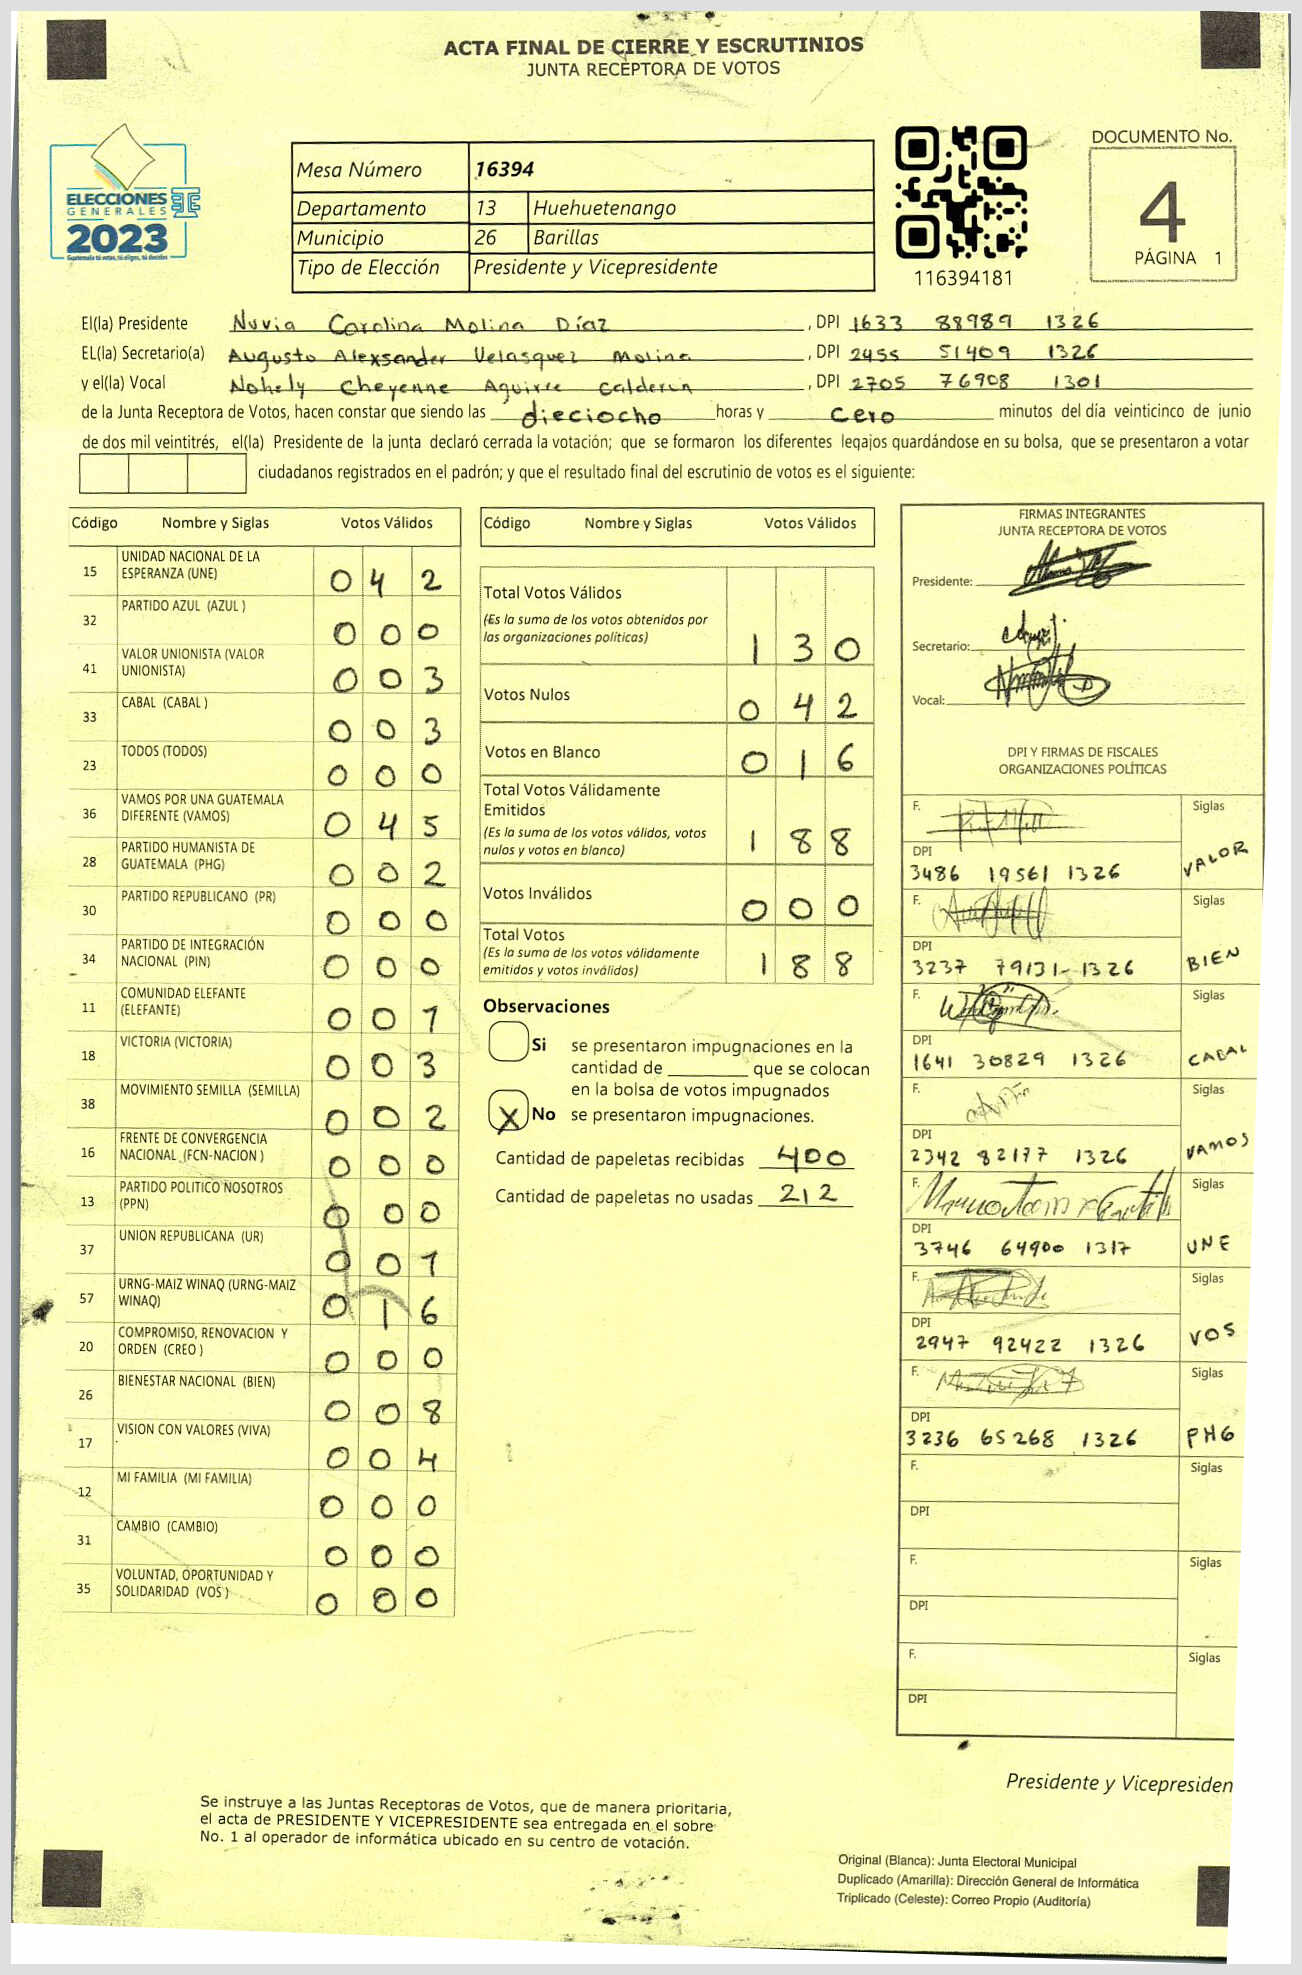 ACTA FINAL DE CIERRE Y ESCRUTINIOS
JUNTA RECEPTORA DE VOTOS
ELECCIONES
GENERALES
2023
Guatemala tú votas, tú eliges, tú decides
Mesa Número 16394
Departamento 13 Huehuetenango
Municipio 26 Barillas
Tipo de Elección Presidente y Vicepresidente
116394181
DOCUMENTO No.
4
PÁGINA 1
El(la) Presidente Nuvia Carolina Molina Díaz, DPI 1633 88989 1326
EL(la) Secretario(a) Augusto Alexsander Velasquez Molina, DPI 2455 51409 1326
y el(la) Vocal Nohely Cheyenne Aguirre Calderin, DPI 2705 76908 1301
de la Junta Receptora de Votos, hacen constar que siendo las dieciocho horas y cero minutos del día veinticinco de junio
de dos mil veintitrés, el(la) Presidente de la junta declaró cerrada la votación; que se formaron los diferentes legajos quardándose en su bolsa, que se presentaron a votar
ciudadanos registrados en el padrón; y que el resultado final del escrutinio de votos es el siguiente:
Código Nombre y Siglas Votos Válidos
15 UNIDAD NACIONAL DE LA ESPERANZA (UNE) 0 4 2
32 PARTIDO AZUL (AZUL ) 0 0 0
41 VALOR UNIONISTA (VALOR UNIONISTA) 0 0 3
33 CABAL (CABAL ) 0 0 3
23 TODOS (TODOS) 0 0 0
36 VAMOS POR UNA GUATEMALA DIFERENTE (VAMOS) 0 4 5
28 PARTIDO HUMANISTA DE GUATEMALA (PHG) 0 0 2
30 PARTIDO REPUBLICANO (PR) 0 0 0
34 PARTIDO DE INTEGRACIÓN NACIONAL (PIN) 0 0 0
11 COMUNIDAD ELEFANTE (ELEFANTE) 0 0 1
18 VICTORIA (VICTORIA) 0 0 3
38 MOVIMIENTO SEMILLA (SEMILLA) 0 0 2
16 FRENTE DE CONVERGENCIA NACIONAL (FCN-NACION ) 0 0 0
13 PARTIDO POLITICO NOSOTROS (PPN) 0 0 0
37 UNION REPUBLICANA (UR) 0 0 1
57 URNG-MAIZ WINAQ (URNG-MAIZ WINAQ) 0 1 6
20 COMPROMISO, RENOVACION Y ORDEN (CREO ) 0 0 0
26 BIENESTAR NACIONAL (BIEN) 0 0 8
17 VISION CON VALORES (VIVA) 0 0 4
12 MI FAMILIA (MI FAMILIA) 0 0 0
31 CAMBIO (CAMBIO) 0 0 0
35 VOLUNTAD, OPORTUNIDAD Y SOLIDARIDAD (VOS ) 0 0 0
Código Nombre y Siglas Votos Válidos
Total Votos Válidos 1 3 0
(Es la suma de los votos obtenidos por
las organizaciones políticas)
Votos Nulos 0 4 2
Votos en Blanco 0 1 6
Total Votos Válidamente
Emitidos 1 8 8
(Es la suma de los votos válidos, votos
nulos y votos en blanco)
Votos Inválidos 0 0 0
Total Votos 1 8 8
(Es la suma de los votos válidamente
emitidos y votos inválidos)
Observaciones
Si se presentaron impugnaciones en la
cantidad de ________ que se colocan
en la bolsa de votos impugnados
X No se presentaron impugnaciones.
Cantidad de papeletas recibidas 400
Cantidad de papeletas no usadas 212
FIRMAS INTEGRANTES
JUNTA RECEPTORA DE VOTOS
Presidente:
Secretario:
Vocal:
DPI Y FIRMAS DE FISCALES
ORGANIZACIONES POLÍTICAS
F. Siglas
DPI
3486 19561 1326 VALOR
F. Siglas
DPI
3237 79131 1326 BIEN
F. Siglas
DPI
1641 30829 1326 CABAL
F. Siglas
DPI
2342 82177 1326 VAMOS
F. Siglas
DPI
3746 64900 1317 UNE
F. Siglas
DPI
2947 92422 1326 VOS
F. Siglas
DPI
3236 65268 1326 PHG
F. Siglas
DPI
F. Siglas
DPI
F. Siglas
DPI
Presidente y Vicepresiden
Se instruye a las Juntas Receptoras de Votos, que de manera prioritaria,
el acta de PRESIDENTE Y VICEPRESIDENTE sea entregada en el sobre
No. 1 al operador de informática ubicado en su centro de votación.
Original (Blanca): Junta Electoral Municipal
Duplicado (Amarilla): Dirección General de Informática
Triplicado (Celeste): Correo Propio (Auditoría)